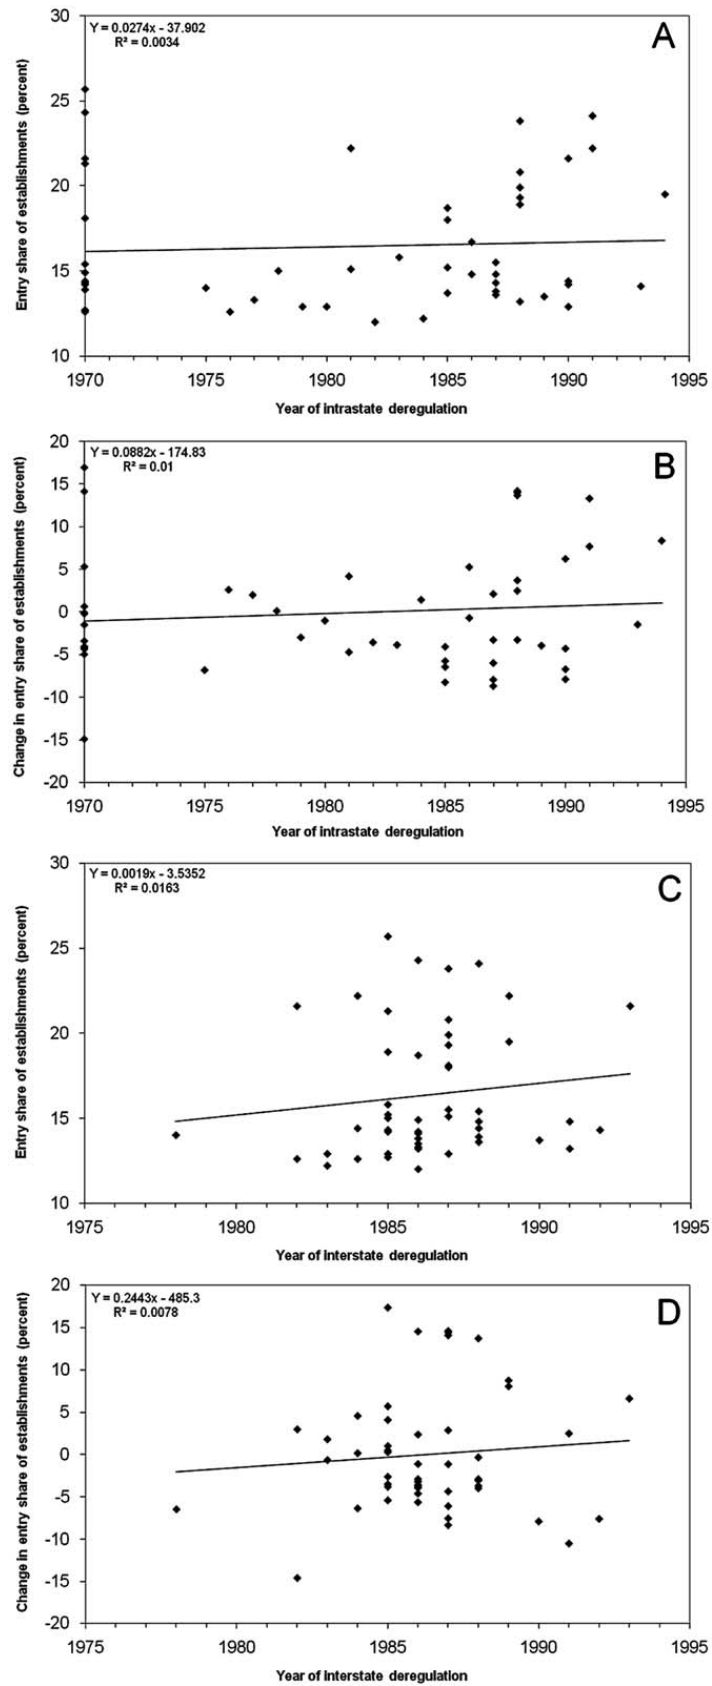 30
Y = 0.0274x - 37.902
R² = 0.0034
A
25
20
15
10
Entry share of establishments (percent)
1970 1975 1980 1985 1990 1995
Year of intrastate deregulation
20
Y = 0.0882x - 174.83
R² = 0.01
B
15
10
5
0
-5
-10
-15
-20
Change in entry share of establishments (percent)
1970 1975 1980 1985 1990 1995
Year of intrastate deregulation
30
Y = 0.0019x - 3.5352
R² = 0.0163
C
25
20
15
10
Entry share of establishments (percent)
1975 1980 1985 1990 1995
Year of interstate deregulation
20
Y = 0.2443x - 485.3
R² = 0.0078
D
15
10
5
0
-5
-10
-15
-20
Change in entry share of establishments (percent)
1975 1980 1985 1990 1995
Year of interstate deregulation